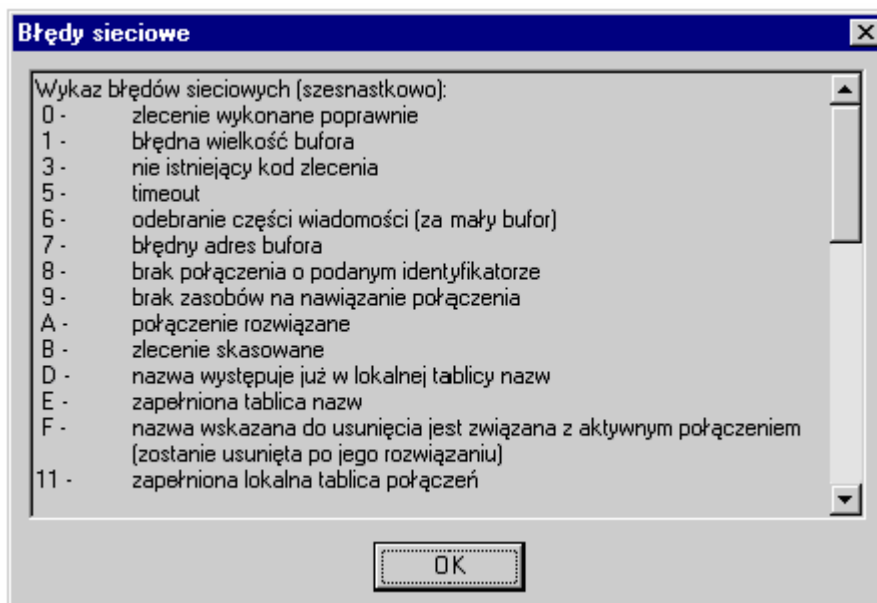 Błędy sieciowe
Wykaz błędów sieciowych (szesnastkowo):
0 - zlecenie wykonane poprawnie
1 - błędna wielkość bufora
3 - nie istniejący kod zlecenia
5 - timeout
6 - odebranie części wiadomości (za mały bufor)
7 - błędny adres bufora
8 - brak połączenia o podanym identyfikatorze
9 - brak zasobów na nawiązanie połączenia
A - połączenie rozwiązane
B - zlecenie skasowane
D - nazwa występuje już w lokalnej tablicy nazw
E - zapełniona tablica nazw
F - nazwa wskazana do usunięcia jest związana z aktywnym połączeniem
(zostanie usunięta po jego rozwiązaniu)
11 - zapełniona lokalna tablica połączeń
OK